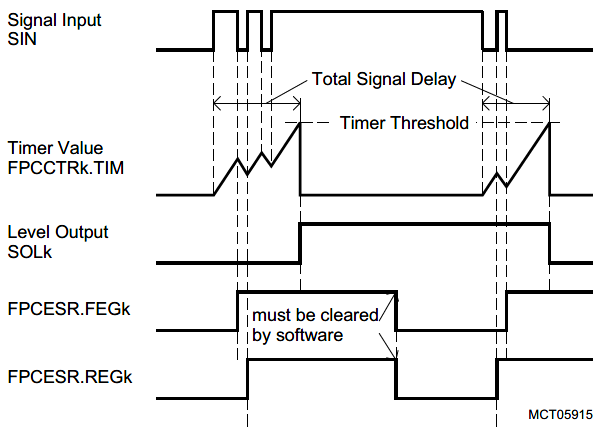 Signal Input
SIN
Total Signal Delay
Timer Threshold
Timer Value
FPCCTRk.TIM
Level Output
SOLk
FPCESR.FEGk
must be cleared
by software
FPCESR.REGk
MCT05915